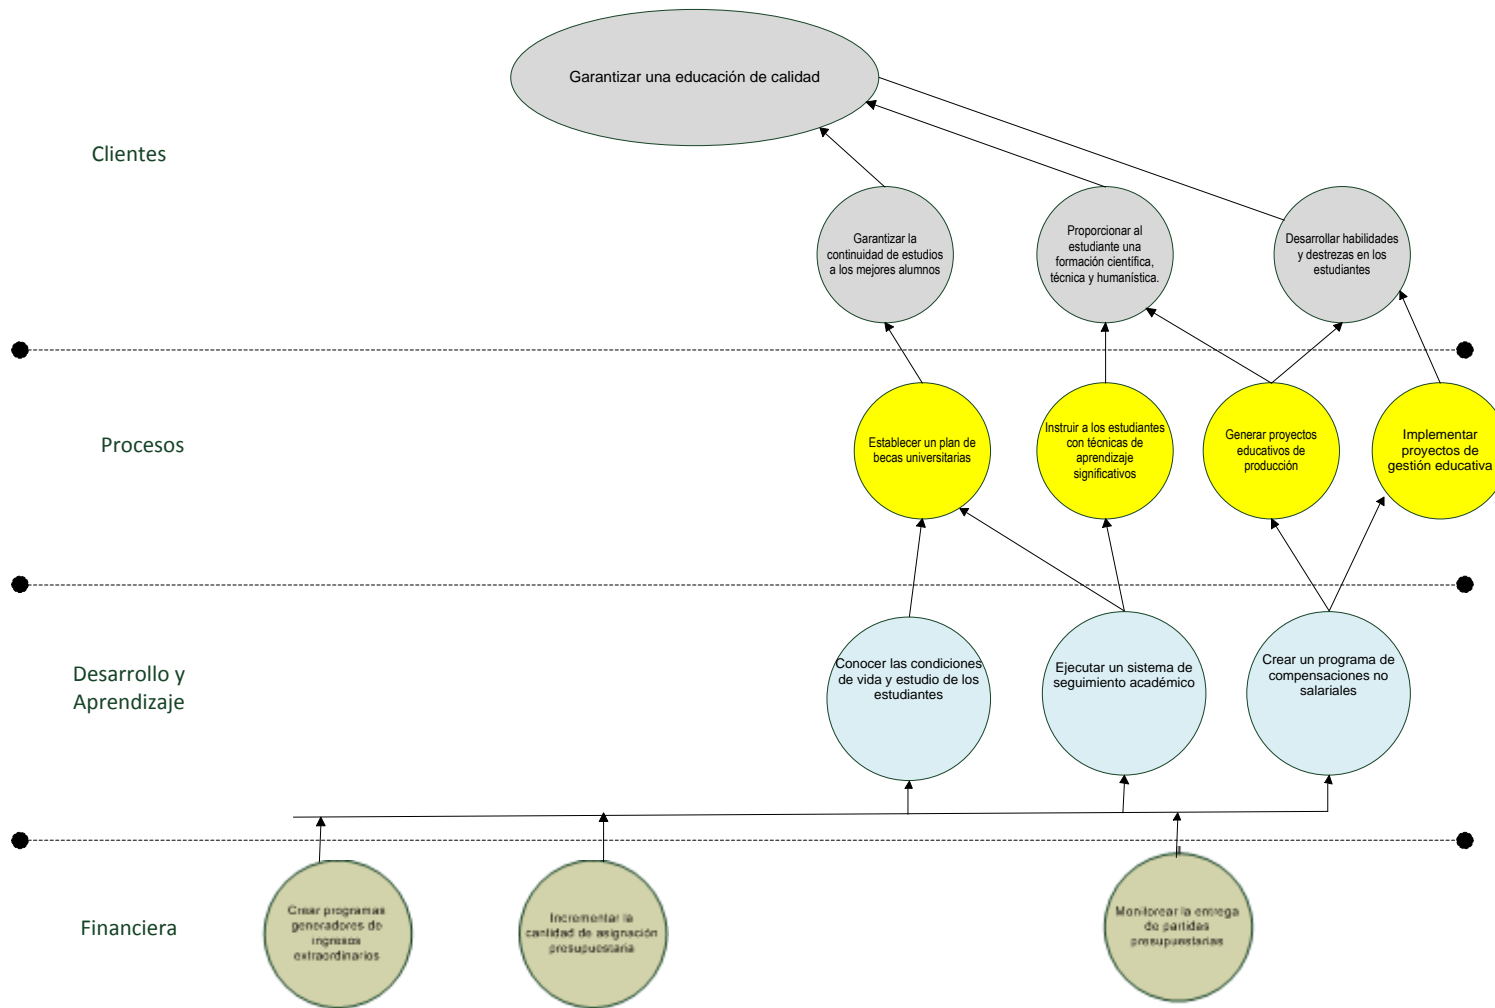 Garantizar una educación de calidad
Clientes
Garantizar la
continuidad de estudios
a los mejores alumnos
Proporcionar al
estudiante una
formación científica,
técnica y humanística.
Desarrollar habilidades
y destrezas en los
estudiantes
Procesos
Establecer un plan de
becas universitarias
Instruir a los estudiantes
con técnicas de
aprendizaje
significativos
Generar proyectos
educativos de
producción
Implementar
proyectos de
gestión educativa
Desarrollo y
Aprendizaje
Conocer las condiciones
de vida y estudio de los
estudiantes
Ejecutar un sistema de
seguimiento académico
Crear un programa de
compensaciones no
salariales
Financiera
Crear programas
generadores de
ingresos
extraordinarios
Incrementar la
cantidad de asignación
presupuestaria
Monitorear la entrega
de partidas
presupuestarias